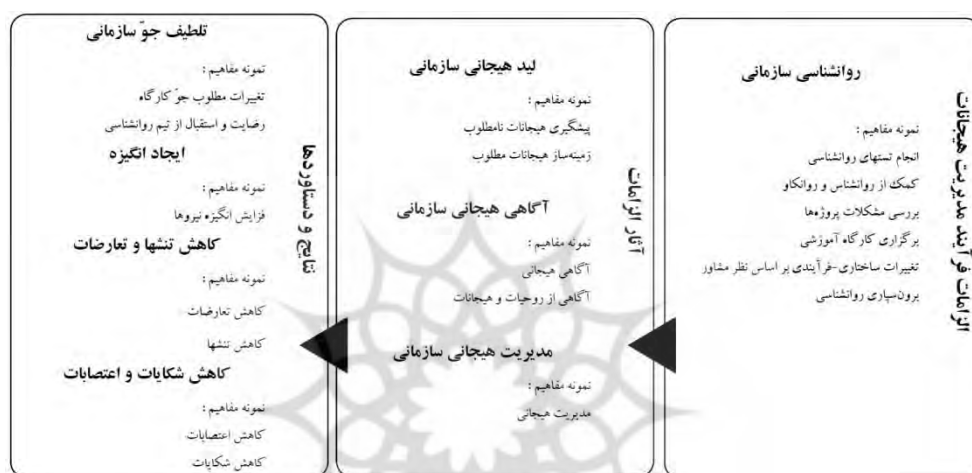 الزامات فرآیند مدیریت هیجانات
روانشناسی سازمانی
نمونه مفاهیم :
انجام تستهای روانشناسی
کمک از روانشناس و روانکاو
بررسی مشکلات پروژه‌ها
برگزاری کارگاه آموزشی
تغییرات ساختاری-فرآیندی بر اساس نظر مشاور
برون‌سپاری روانشناسی
آثار الزامات
لید هیجانی سازمانی
نمونه مفاهیم :
پیشگیری هیجانات نامطلوب
زمینه‌ساز هیجانات مطلوب
آگاهی هیجانی سازمانی
نمونه مفاهیم :
آگاهی هیجانی
آگاهی از روحیات و هیجانات
مدیریت هیجانی سازمانی
نمونه مفاهیم :
مدیریت هیجانی
نتایج و دستاوردها
تلطیف جوّ سازمانی
نمونه مفاهیم :
تغییرات مطلوب جوّ کارگاه
رضایت و استقبال از تیم روانشناسی
ایجاد انگیزه
نمونه مفاهیم :
فزایش انگیزه نیروها
کاهش تنشها و تعارضات
نمونه مفاهیم :
کاهش تعارضات
کاهش تنشها
کاهش شکایات و اعتصابات
نمونه مفاهیم :
کاهش اعتصابات
کاهش شکایات